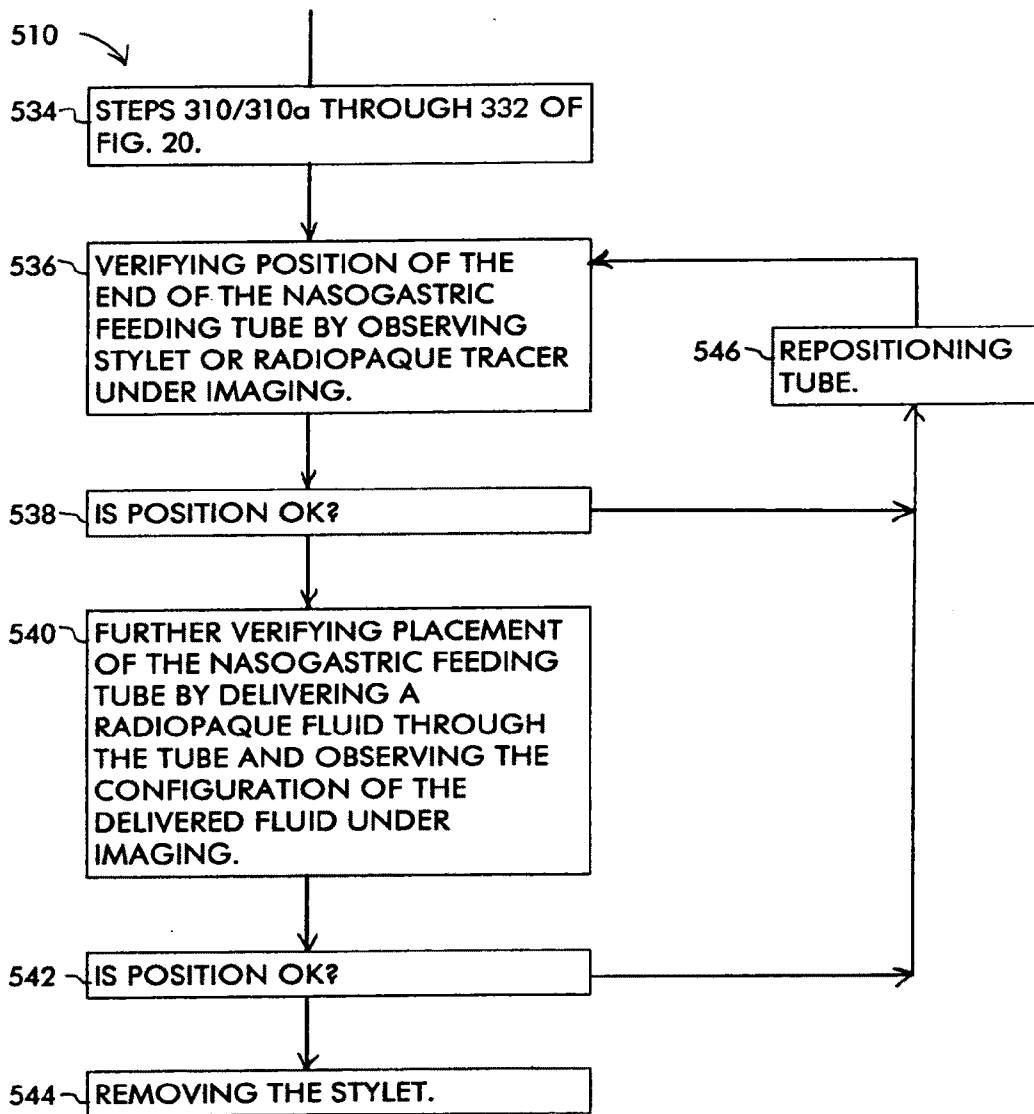 510
534 STEPS 310/310a THROUGH 332 OF
FIG. 20.
536 VERIFYING POSITION OF THE
END OF THE NASOGASTRIC
FEEDING TUBE BY OBSERVING
STYLET OR RADIOPAQUE TRACER
UNDER IMAGING.
546 REPOSITIONING
TUBE.
538 IS POSITION OK?
540 FURTHER VERIFYING PLACEMENT
OF THE NASOGASTRIC FEEDING
TUBE BY DELIVERING A
RADIOPAQUE FLUID THROUGH
THE TUBE AND OBSERVING THE
CONFIGURATION OF THE
DELIVERED FLUID UNDER
IMAGING.
542 IS POSITION OK?
544 REMOVING THE STYLET.